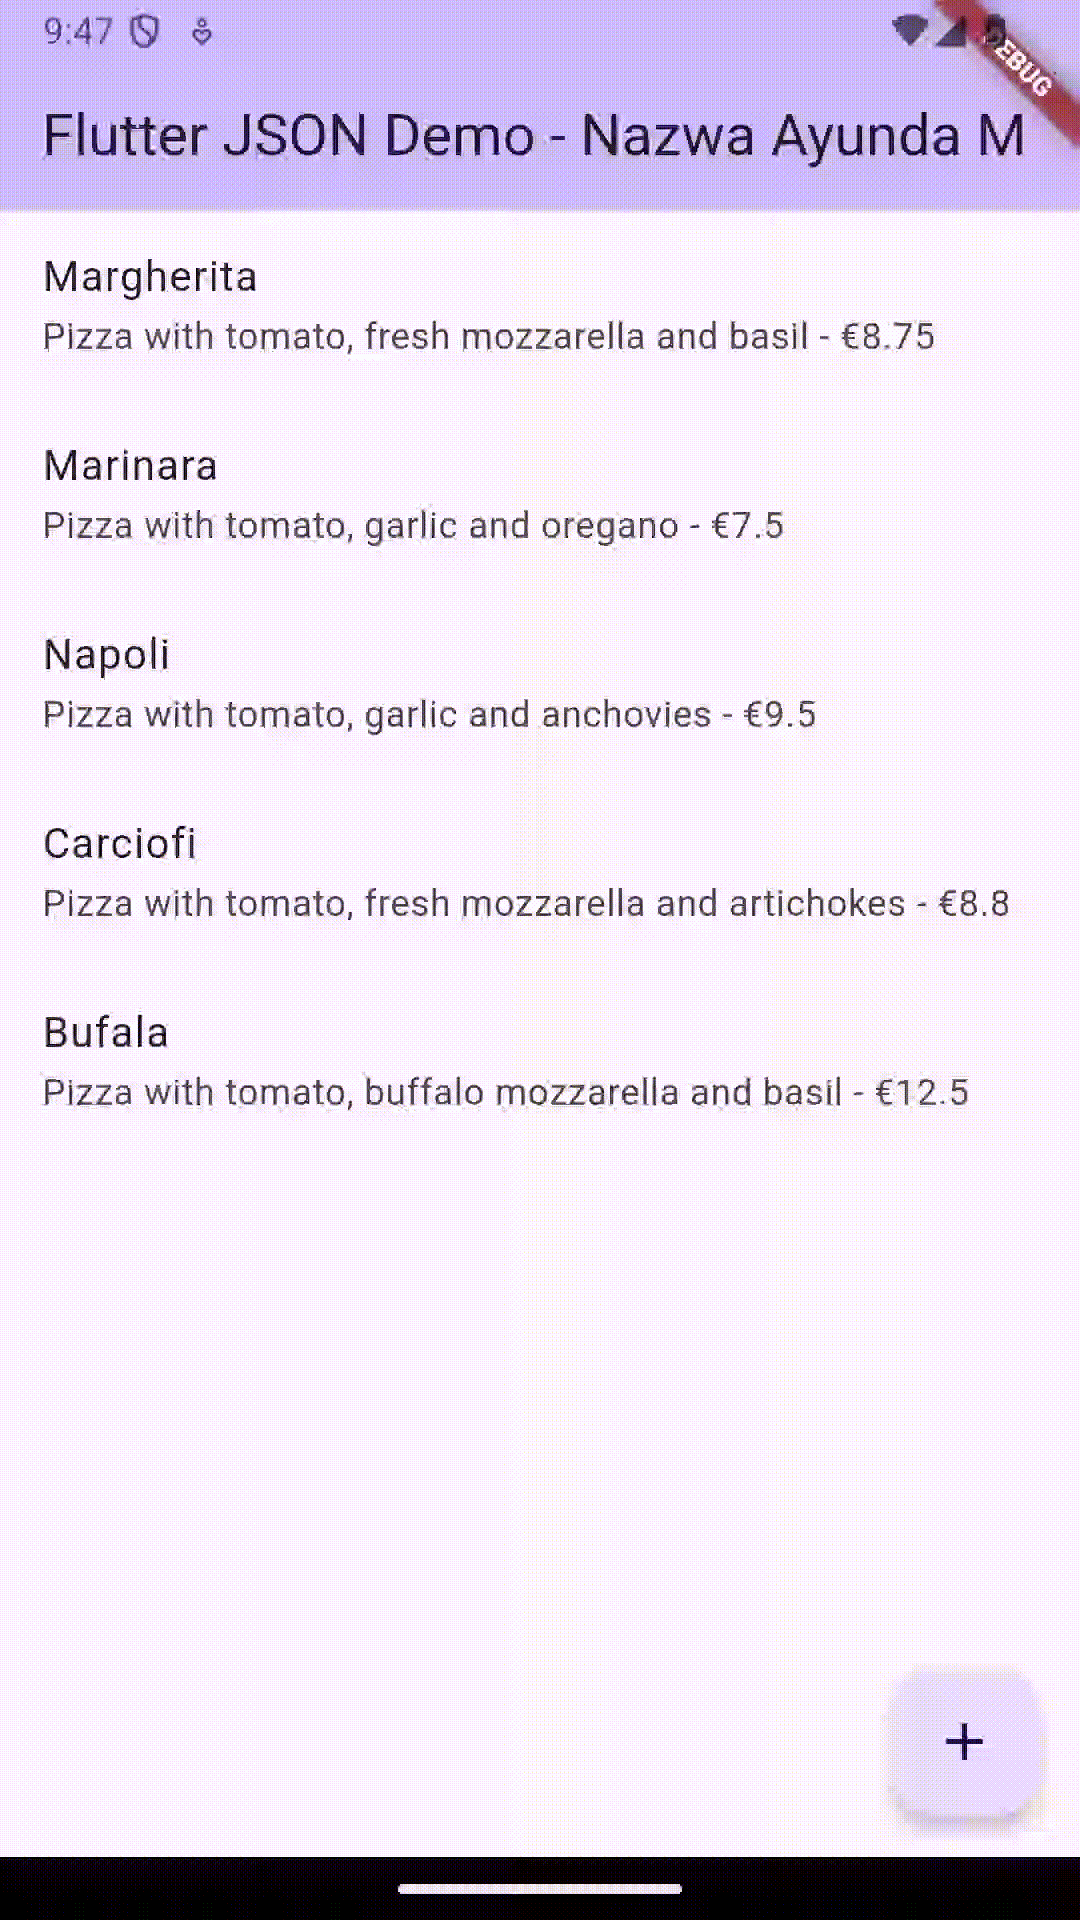 9:47
DEBUG
Flutter JSON Demo - Nazwa Ayunda M
Margherita
Pizza with tomato, fresh mozzarella and basil - €8.75
Marinara
Pizza with tomato, garlic and oregano - €7.5
Napoli
Pizza with tomato, garlic and anchovies - €9.5
Carciofi
Pizza with tomato, fresh mozzarella and artichokes - €8.8
Bufala
Pizza with tomato, buffalo mozzarella and basil - €12.5
+